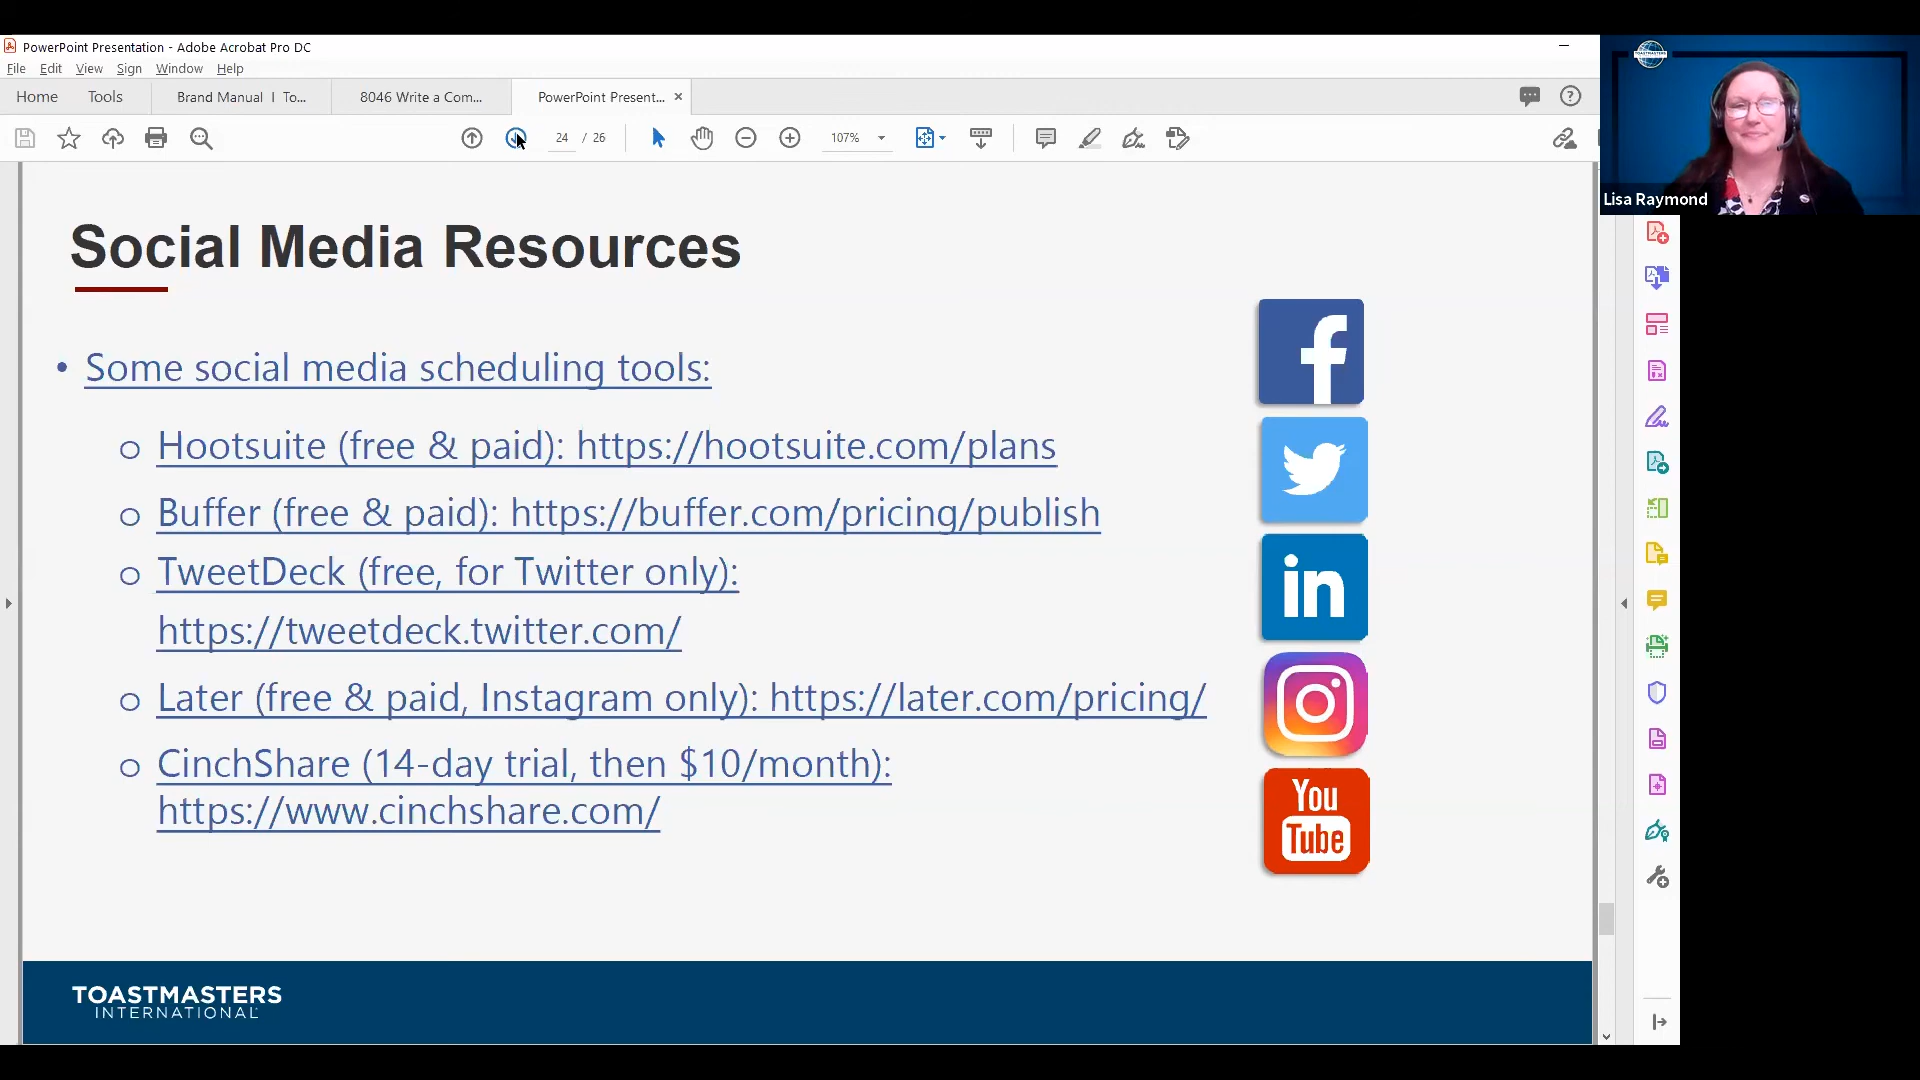 PowerPoint Presentation - Adobe Acrobat Pro DC
File Edit View Sign Window Help
Home Tools Brand Manual I To... 8046 Write a Com... PowerPoint Present... ×
24 / 26 107%
TOASTMASTERS
Lisa Raymond
Social Media Resources
• Some social media scheduling tools:
o Hootsuite (free & paid): https://hootsuite.com/plans
o Buffer (free & paid): https://buffer.com/pricing/publish
o TweetDeck (free, for Twitter only):
https://tweetdeck.twitter.com/
o Later (free & paid, Instagram only): https://later.com/pricing/
o CinchShare (14-day trial, then $10/month):
https://www.cinchshare.com/
f
in
You
Tube
TOASTMASTERS
INTERNATIONAL